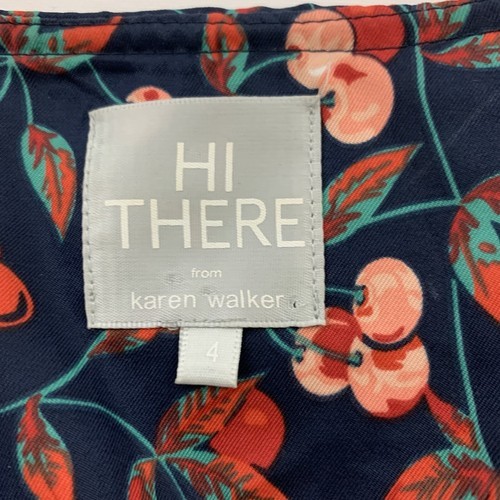 HI
THERE
from
karen walker
4